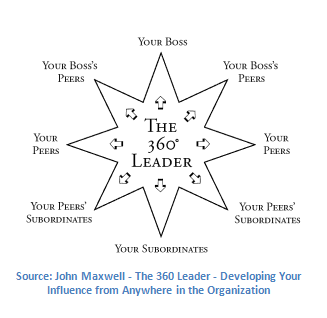 YOUR BOSS
YOUR BOSS'S
PEERS
YOUR BOSS'S
PEERS
YOUR
PEERS
THE
360°
LEADER
YOUR
PEERS
YOUR PEERS'
SUBORDINATES
YOUR PEERS'
SUBORDINATES
YOUR SUBORDINATES
Source: John Maxwell - The 360 Leader - Developing Your
Influence from Anywhere in the Organization